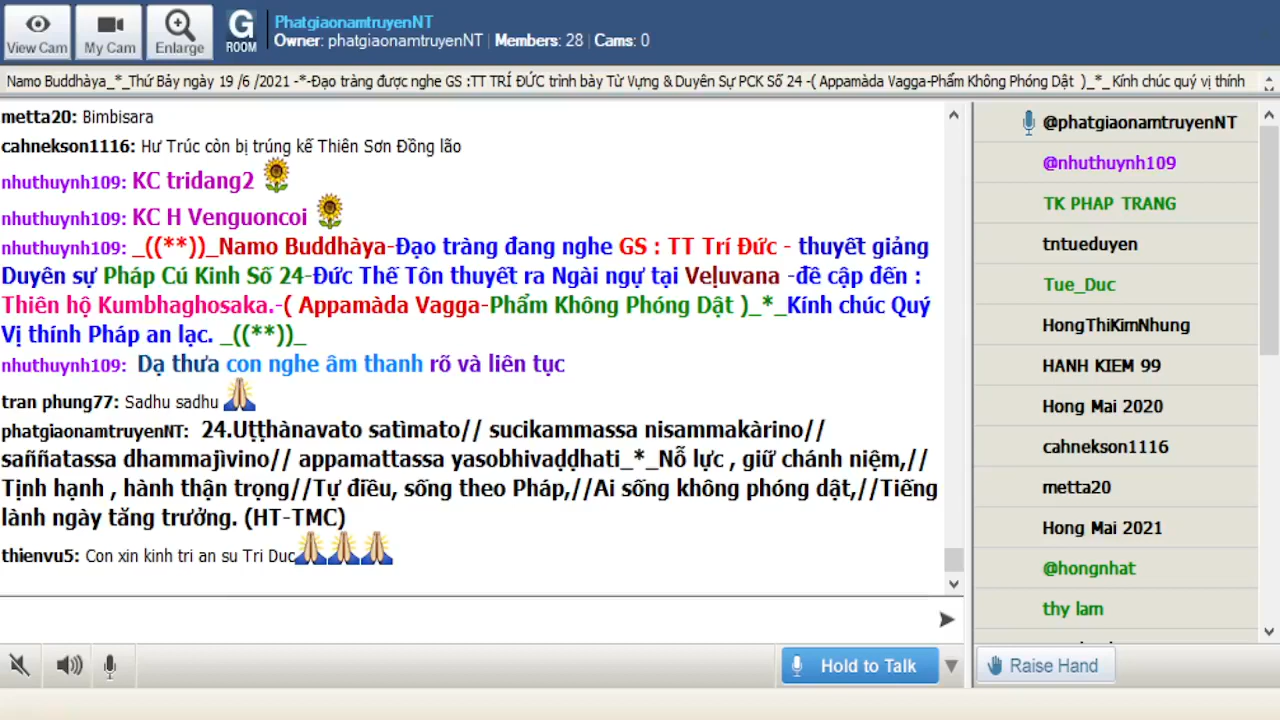 View Cam
My Cam
Enlarge
G
ROOM
PhatgiaonamtruyenNT
Owner: phatgiaonamtruyenNT | Members: 28 | Cams: 0
Namo Buddhàya_*_Thứ Bảy ngày 19 /6 /2021 -*-Đạo tràng được nghe GS :TT TRÍ ĐỨC trình bày Từ Vựng & Duyên Sự PCK Số 24 -( Appamàda Vagga-Phẩm Không Phóng Dật )_*_Kính chúc quý vị thính
metta20: Bimbisara
cahnekson1116: Hư Trúc còn bị trúng kế Thiên Sơn Đồng lão
nhuthuynh109: KC tridang2
nhuthuynh109: KC H Venguoncoi
nhuthuynh109: _((**))_Namo Buddhàya-Đạo tràng đang nghe GS : TT Trí Đức - thuyết giảng
Duyên sự Pháp Cú Kinh Số 24-Đức Thế Tôn thuyết ra Ngài ngự tại Veḷuvana -đề cập đến :
Thiên hộ Kumbhaghosaka.-( Appamàda Vagga-Phẩm Không Phóng Dật )_*_Kính chúc Quý
Vị thính Pháp an lạc. _((**))_
nhuthuynh109: Dạ thưa con nghe âm thanh rõ và liên tục
tran phung77: Sadhu sadhu
phatgiaonamtruyenNT: 24.Uṭṭhànavato satìmato// sucikammassa nisammakàrino//
saññatassa dhammajìvino// appamattassa yasobhivaḍḍhati_*_Nỗ lực , giữ chánh niệm,//
Tịnh hạnh , hành thận trọng//Tự điều, sống theo Pháp,//Ai sống không phóng dật,//Tiếng
lành ngày tăng trưởng. (HT-TMC)
thienvu5: Con xin kinh tri an su Tri Duc
@phatgiaonamtruyenNT
@nhuthuynh109
TK PHAP TRANG
tntueduyen
Tue_Duc
HongThiKimNhung
HANH KIEM 99
Hong Mai 2020
cahnekson1116
metta20
Hong Mai 2021
@hongnhat
thy lam
Hold to Talk
Raise Hand